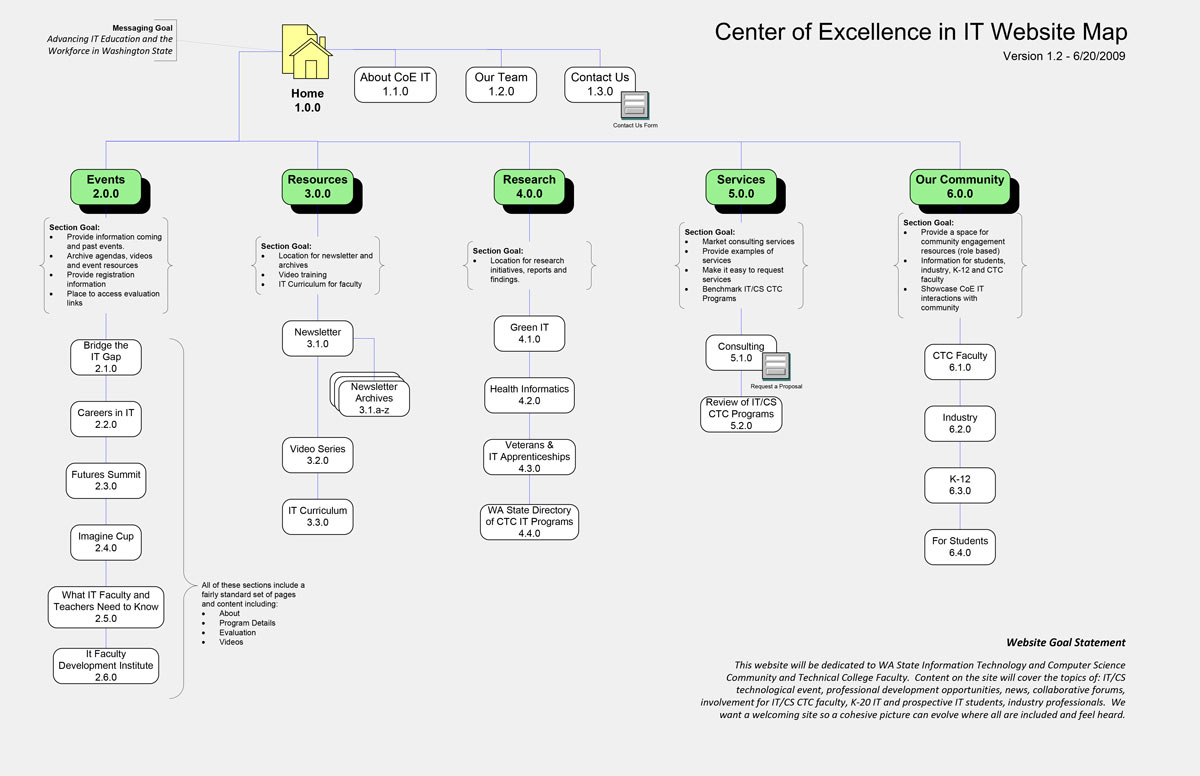 Messaging Goal
Advancing IT Education and the
Workforce in Washington State
Center of Excellence in IT Website Map
Version 1.2 - 6/20/2009
Home
1.0.0
About CoE IT
1.1.0
Our Team
1.2.0
Contact Us
1.3.0
Contact Us Form
Events
2.0.0
Section Goal:
• Provide information coming
and past events.
• Archive agendas, videos
and event resources
• Provide registration
information
• Place to access evaluation
links
Bridge the
IT Gap
2.1.0
Careers in IT
2.2.0
Futures Summit
2.3.0
Imagine Cup
2.4.0
What IT Faculty and
Teachers Need to Know
2.5.0
It Faculty
Development Institute
2.6.0
All of these sections include a
fairly standard set of pages
and content including:
• About
• Program Details
• Evaluation
• Videos
Resources
3.0.0
Section Goal:
• Location for newsletter and
archives
• Video training
• IT Curriculum for faculty
Newsletter
3.1.0
Newsletter
Archives
3.1.a-z
Video Series
3.2.0
IT Curriculum
3.3.0
Research
4.0.0
Section Goal:
• Location for research
initiatives, reports and
findings.
Green IT
4.1.0
Health Informatics
4.2.0
Veterans &
IT Apprenticeships
4.3.0
WA State Directory
of CTC IT Programs
4.4.0
Services
5.0.0
Section Goal:
• Market consulting services
• Provide examples of
services
• Make it easy to request
services
• Benchmark IT/CS CTC
Programs
Consulting
5.1.0
Request a Proposal
Review of IT/CS
CTC Programs
5.2.0
Our Community
6.0.0
Section Goal:
• Provide a space for
community engagement
resources (role based)
• Information for students,
industry, K-12 and CTC
faculty
• Showcase CoE IT
interactions with
community
CTC Faculty
6.1.0
Industry
6.2.0
K-12
6.3.0
For Students
6.4.0
Website Goal Statement
This website will be dedicated to WA State Information Technology and Computer Science
Community and Technical College Faculty.  Content on the site will cover the topics of: IT/CS
technological event, professional development opportunities, news, collaborative forums,
involvement for IT/CS CTC faculty, K-20 IT and prospective IT students, industry professionals.  We
want a welcoming site so a cohesive picture can evolve where all are included and feel heard.